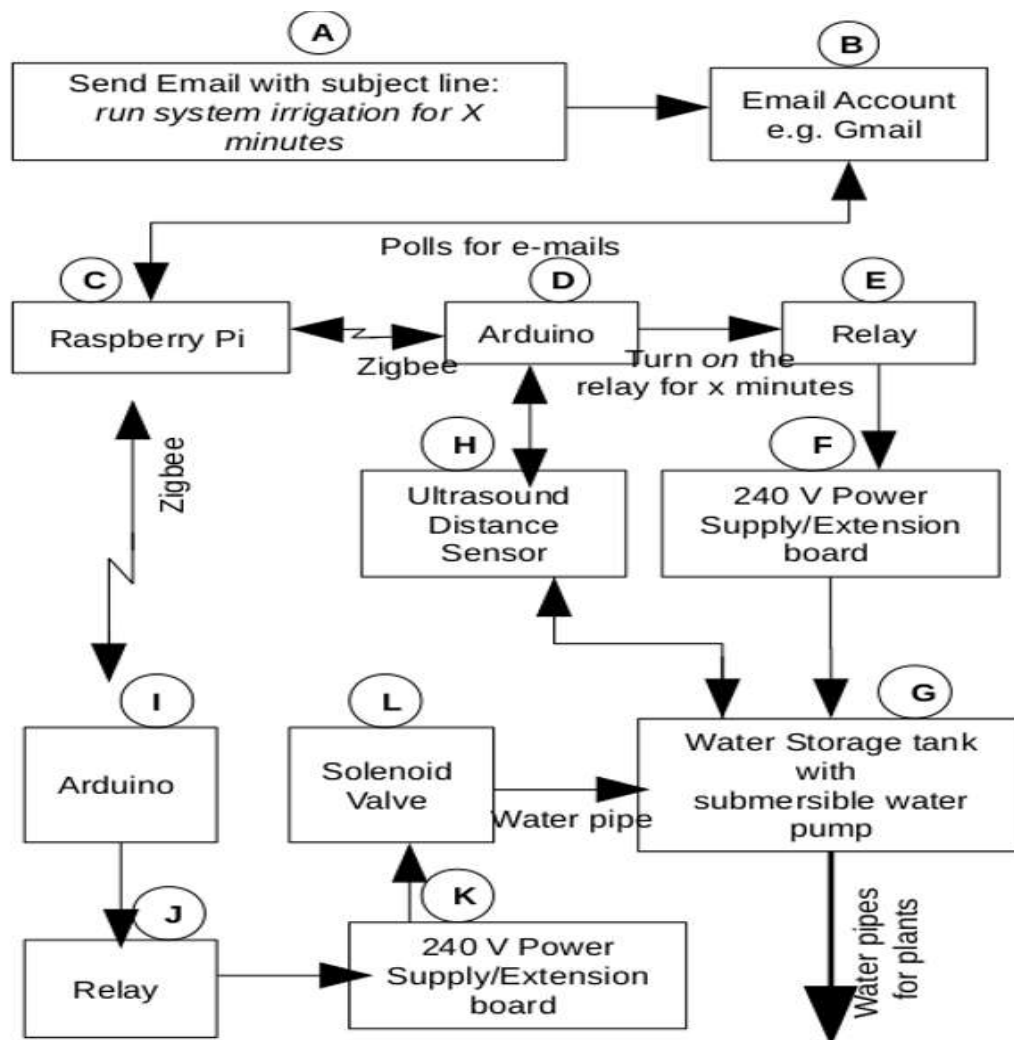 A
Send Email with subject line:
run system irrigation for X
minutes
B
Email Account
e.g. Gmail
Polls for e-mails
C
Raspberry Pi
Zigbee
D
Arduino
Turn on the
relay for x minutes
E
Relay
Zigbee
H
Ultrasound
Distance
Sensor
F
240 V Power
Supply/Extension
board
I
Arduino
L
Solenoid
Valve
Water pipe
G
Water Storage tank
with
submersible water
pump
J
Relay
K
240 V Power
Supply/Extension
board
Water pipes
for plants